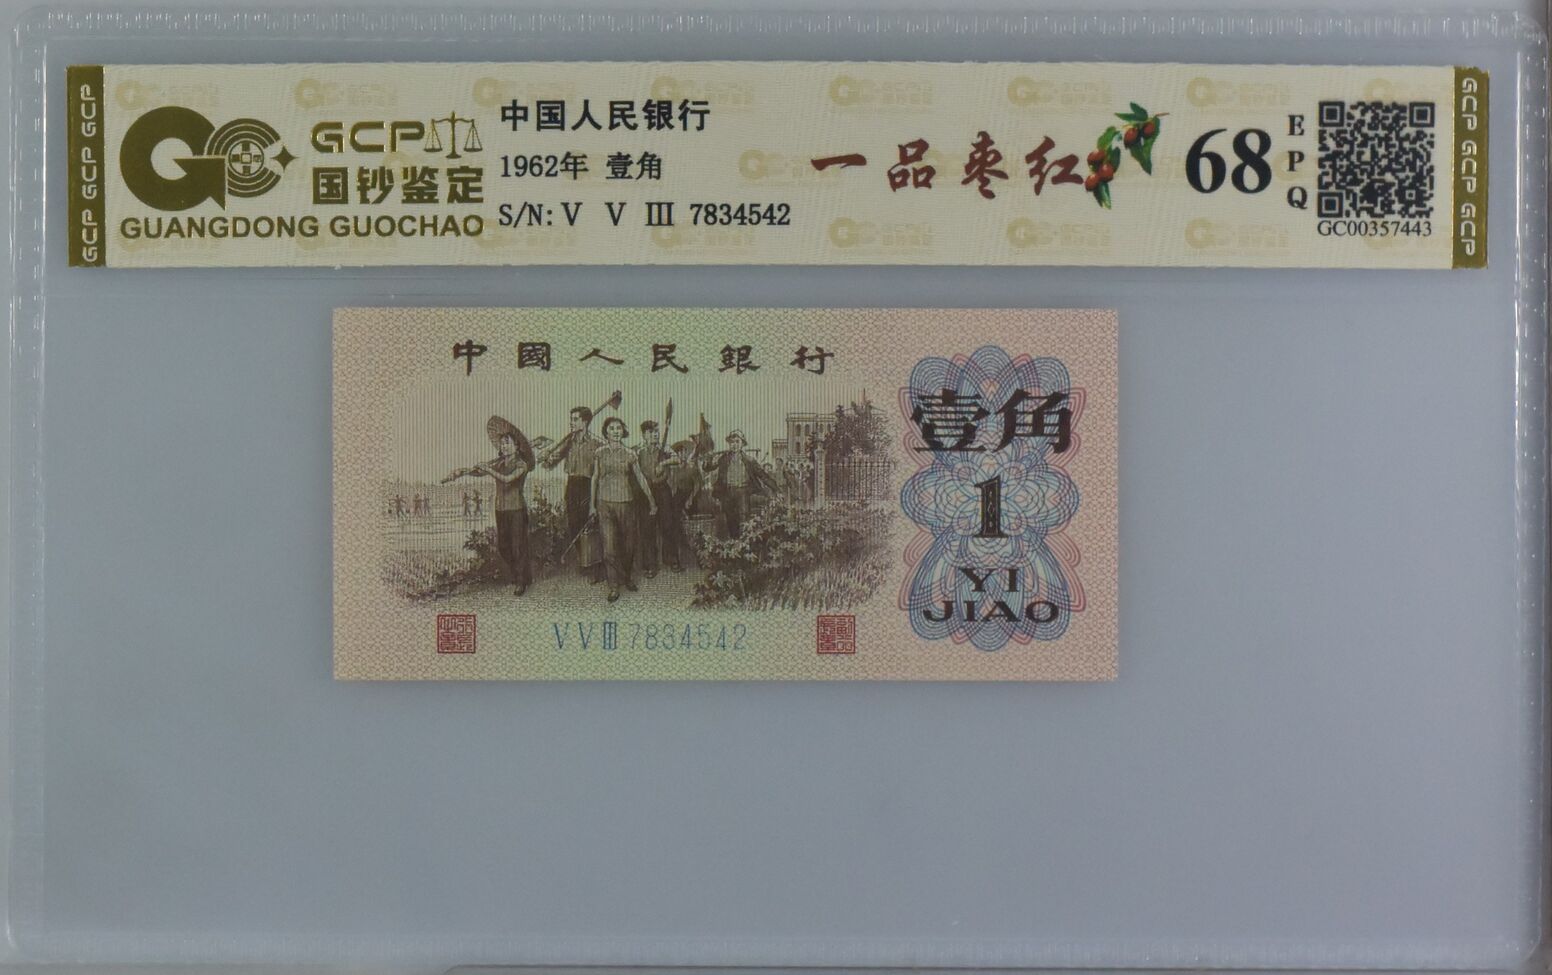 GCP GCP GCP
GCP
国钞鉴定
GUANGDONG GUOCHAO
中国人民银行
1962年 壹角
S/N: V V III 7834542
一品枣红
68
EPQ
GC00357443
GCP GCP GCP
中國人民銀行
壹角
1
YI
JIAO
V V III 7834542